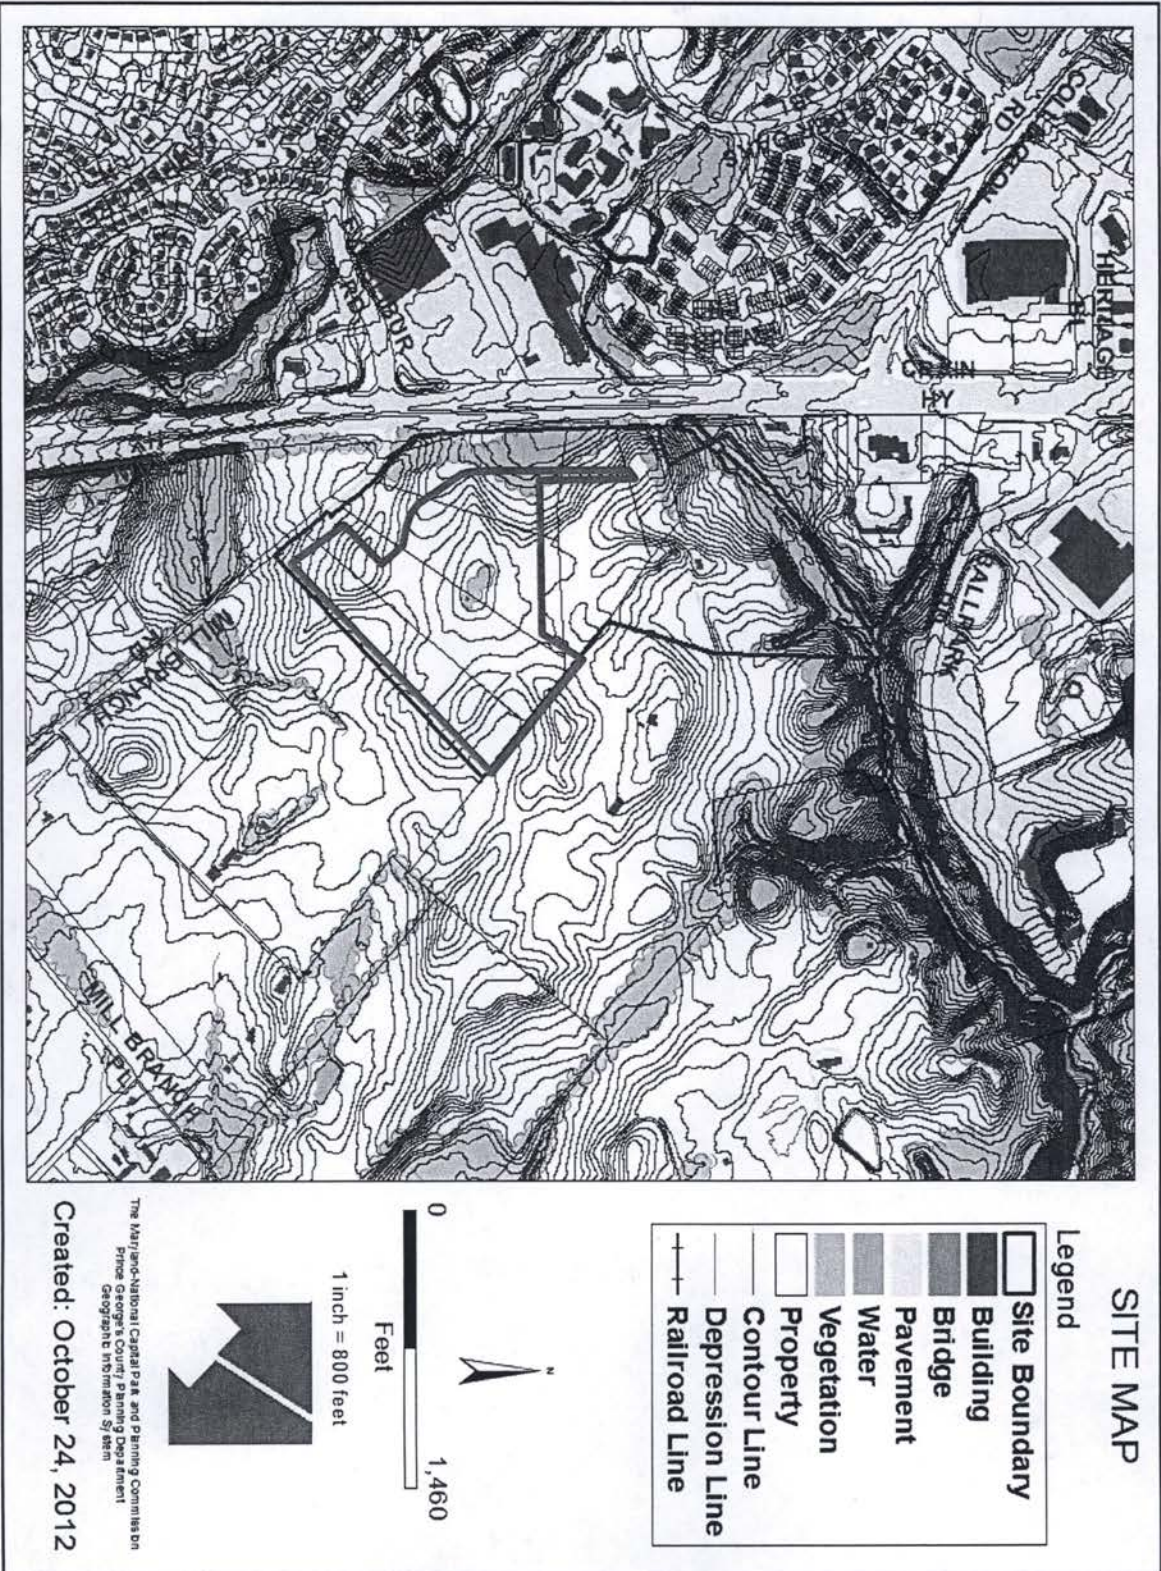 SITE MAP
Legend
Site Boundary
Building
Bridge
Pavement
Water
Vegetation
Property
Contour Line
Depression Line
Railroad Line
N
0
1,460
Feet
1 inch = 800 feet
The Maryland-National Capital Park and Planning Commission
Prince George's County Planning Department
Geographic Information System
Created: October 24, 2012
COLLINGTON
RD
HERITAGE
BL
CRAIN
HY
BALLPARK
MILL BRANCH
RD
MILL BRANCH
PL